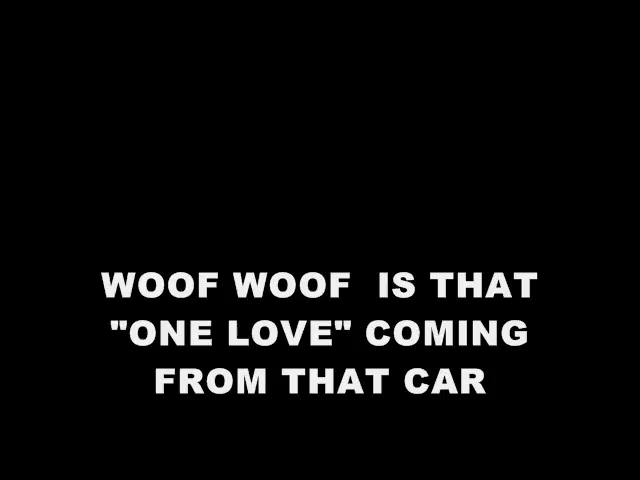 WOOF WOOF  IS THAT
"ONE LOVE" COMING
FROM THAT CAR